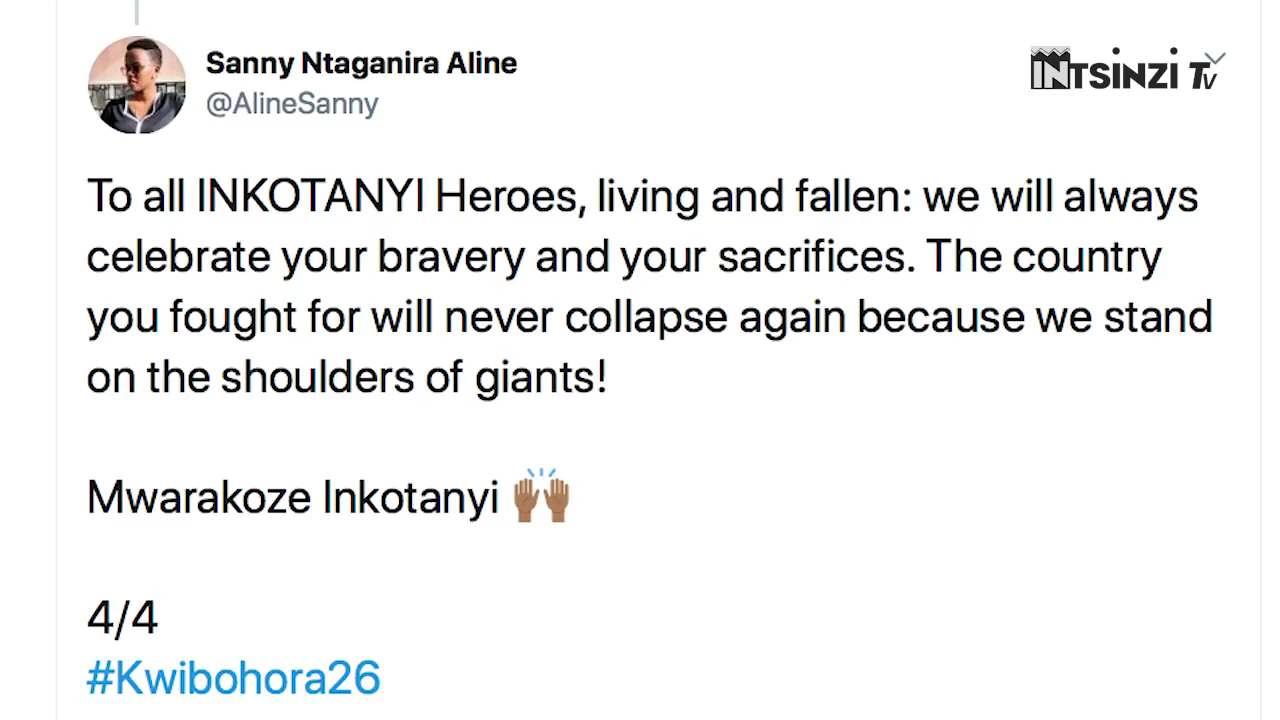 Sanny Ntaganira Aline
@AlineSanny
INTSINZI TV
To all INKOTANYI Heroes, living and fallen: we will always
celebrate your bravery and your sacrifices. The country
you fought for will never collapse again because we stand
on the shoulders of giants!
Mwarakoze Inkotanyi 🙌🏽
4/4
#Kwibohora26